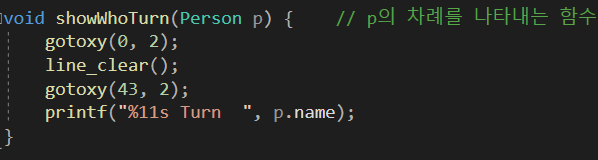 void showWhoTurn(Person p) {    // p의 차례를 나타내는 함수
    gotoxy(0, 2);
    line_clear();
    gotoxy(43, 2);
    printf("%11s Turn  ", p.name);
}